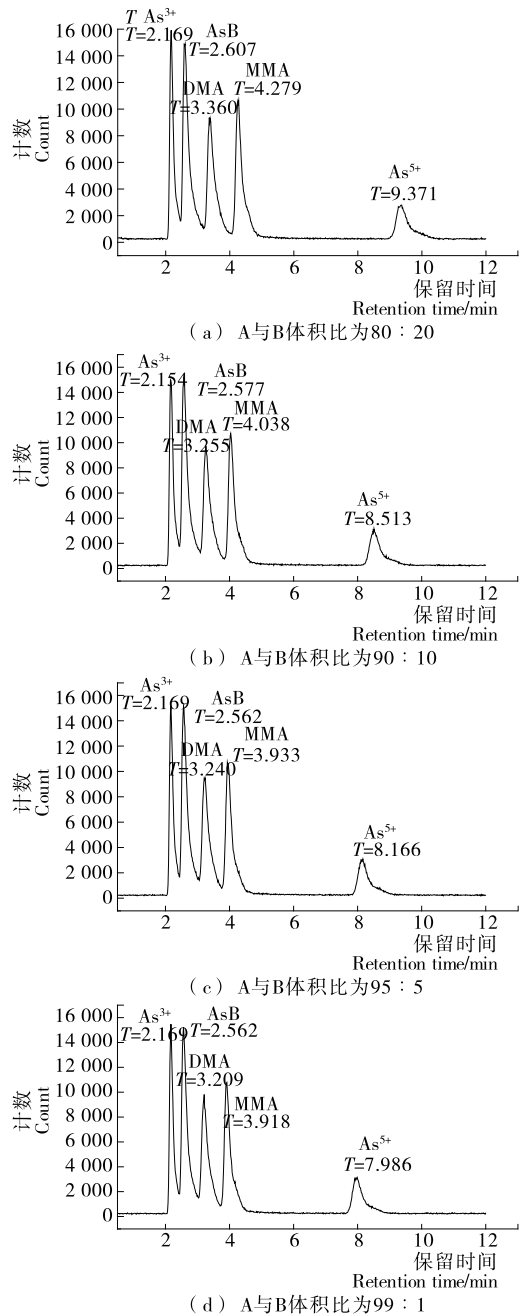 T As³⁺
T=2.169
AsB
T=2.607
DMA
T=3.360
MMA
T=4.279
As⁵⁺
T=9.371
计数
Count
16 000
14 000
12 000
10 000
8 000
6 000
4 000
2 000
0
2 4 6 8 10 12
保留时间
Retention time/min
(a) A与B体积比为80∶20
As³⁺
T=2.154
AsB
T=2.577
DMA
T=3.255
MMA
T=4.038
As⁵⁺
T=8.513
计数
Count
16 000
14 000
12 000
10 000
8 000
6 000
4 000
2 000
0
2 4 6 8 10 12
保留时间
Retention time/min
(b) A与B体积比为90∶10
As³⁺
T=2.169
AsB
T=2.562
DMA
T=3.240
MMA
T=3.933
As⁵⁺
T=8.166
计数
Count
16 000
14 000
12 000
10 000
8 000
6 000
4 000
2 000
0
2 4 6 8 10 12
保留时间
Retention time/min
(c) A与B体积比为95∶5
As³⁺
T=2.169
AsB
T=2.562
DMA
T=3.209
MMA
T=3.918
As⁵⁺
T=7.986
计数
Count
16 000
14 000
12 000
10 000
8 000
6 000
4 000
2 000
0
2 4 6 8 10 12
保留时间
Retention time/min
(d) A与B体积比为99∶1